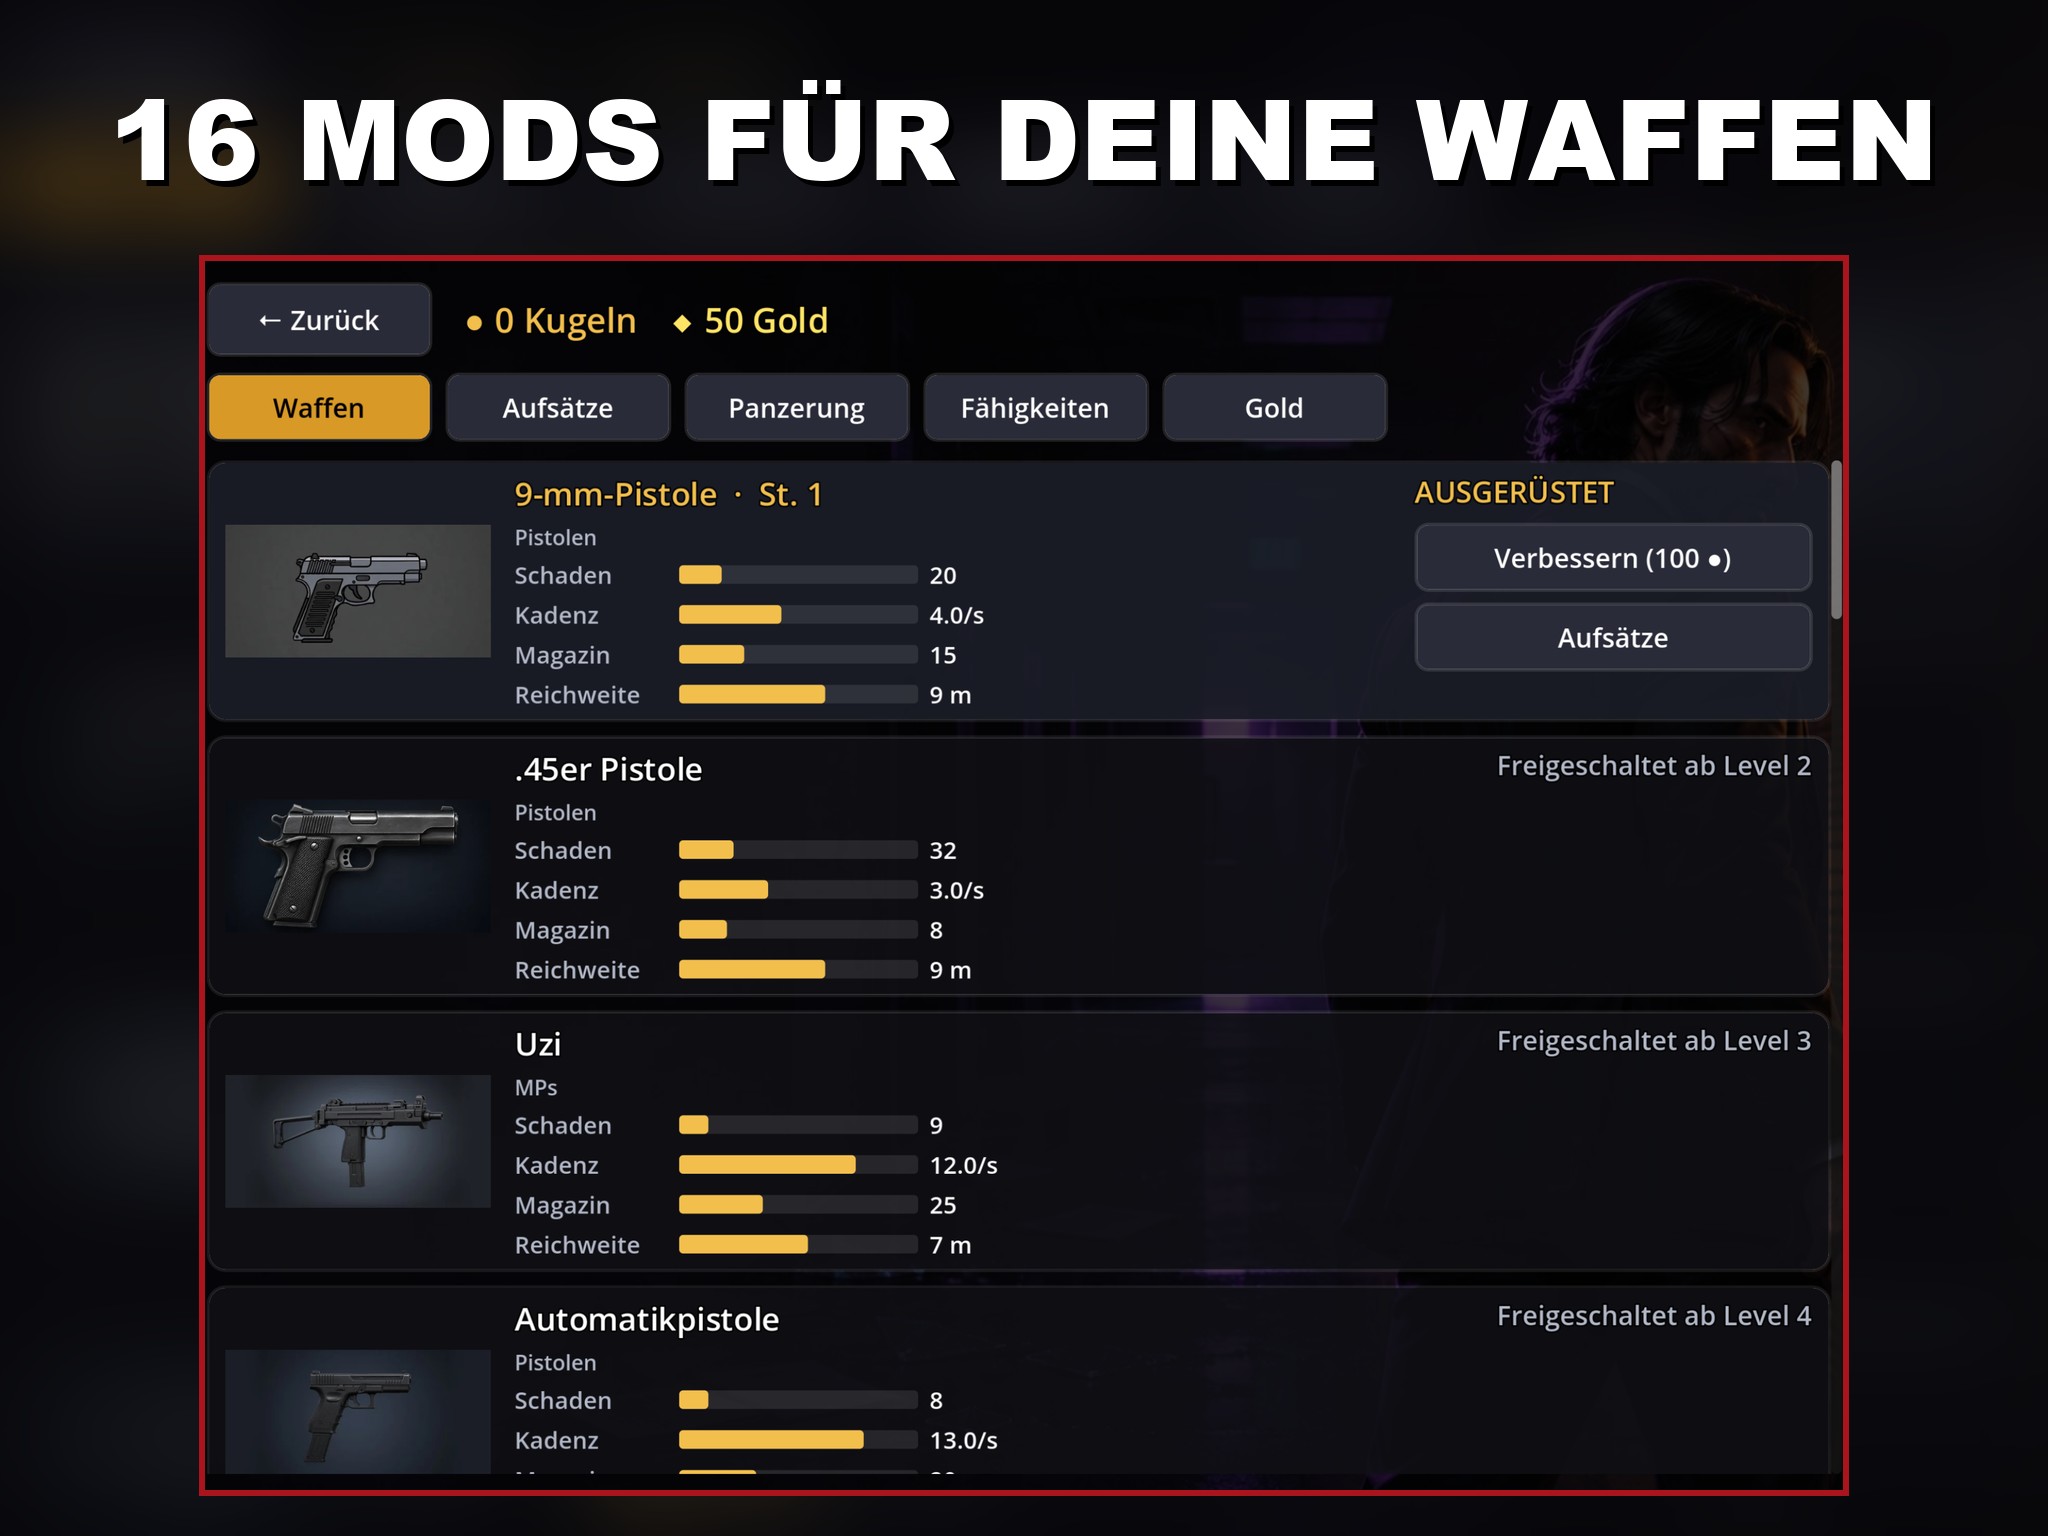 16 MODS FÜR DEINE WAFFEN
← Zurück
● 0 Kugeln ◆ 50 Gold
Waffen Aufsätze Panzerung Fähigkeiten Gold
9-mm-Pistole · St. 1
AUSGERÜSTET
Pistolen
Verbessern (100 ●)
Schaden 20
Kadenz 4.0/s
Aufsätze
Magazin 15
Reichweite 9 m
.45er Pistole
Freigeschaltet ab Level 2
Pistolen
Schaden 32
Kadenz 3.0/s
Magazin 8
Reichweite 9 m
Uzi
Freigeschaltet ab Level 3
MPs
Schaden 9
Kadenz 12.0/s
Magazin 25
Reichweite 7 m
Automatikpistole
Freigeschaltet ab Level 4
Pistolen
Schaden 8
Kadenz 13.0/s